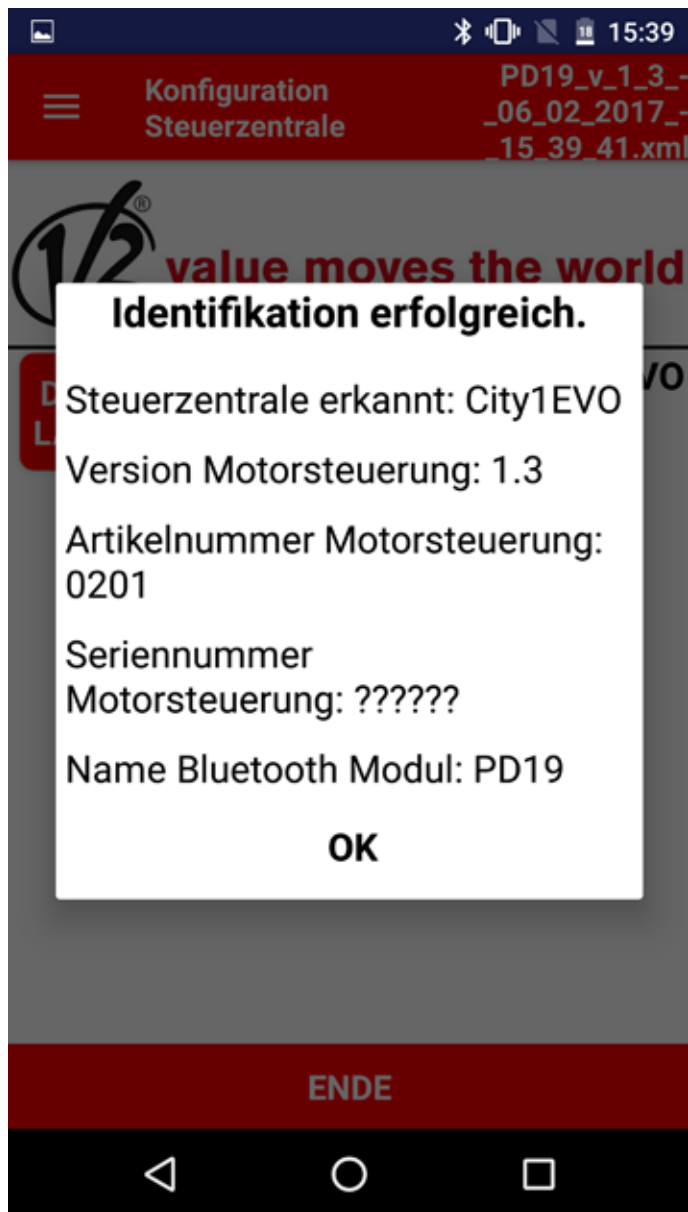 15:39
Konfiguration
Steuerzentrale
PD19_v_1_3_-
_06_02_2017_-
_15_39_41.xml
V2®
value moves the world
Identifikation erfolgreich.
Steuerzentrale erkannt: City1EVO
Version Motorsteuerung: 1.3
Artikelnummer Motorsteuerung:
0201
Seriennummer
Motorsteuerung: ??????
Name Bluetooth Modul: PD19
OK
ENDE